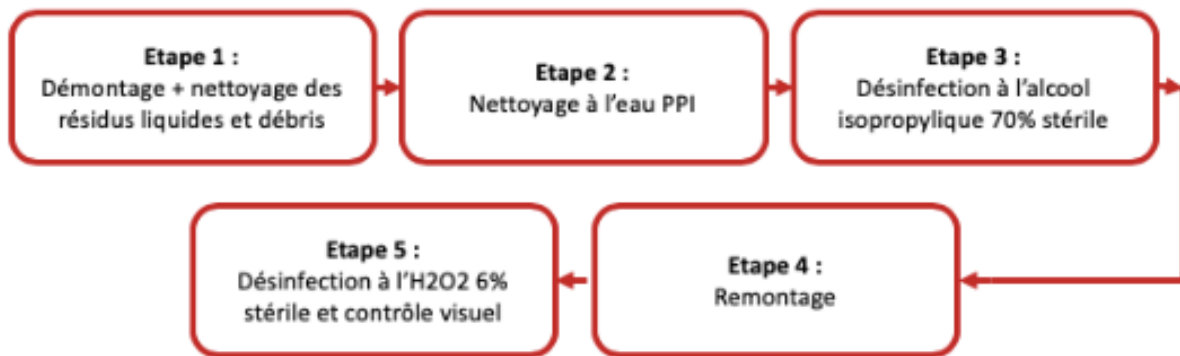 Etape 1 :
Démontage + nettoyage des
résidus liquides et débris
Etape 2 :
Nettoyage à l'eau PPI
Etape 3 :
Désinfection à l'alcool
isopropylique 70% stérile
Etape 4 :
Remontage
Etape 5 :
Désinfection à l'H2O2 6%
stérile et contrôle visuel